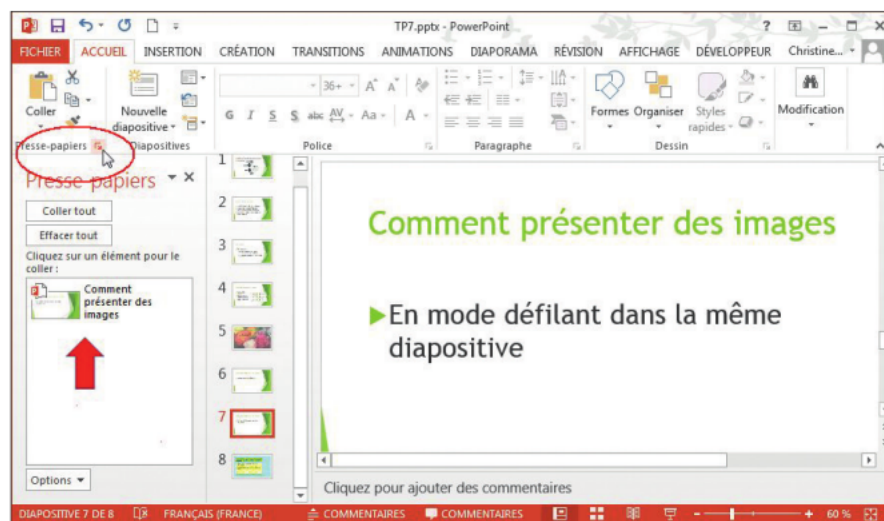 TP7.pptx - PowerPoint
FICHIER ACCUEIL INSERTION CRÉATION TRANSITIONS ANIMATIONS DIAPORAMA RÉVISION AFFICHAGE DÉVELOPPEUR Christine...
36+ A A
Coller Nouvelle diapositive G I S S abc AV Aa A Formes Organiser Styles rapides Modification
Presse-papiers Diapositives Police Paragraphe Dessin
Presse-papiers
Coller tout
Effacer tout
Cliquez sur un élément pour le
coller :
Comment
présenter des
images
Options
1
2
3
4
5
6
7
8
Comment présenter des images
En mode défilant dans la même
diapositive
Cliquez pour ajouter des commentaires
DIAPOSITIVE 7 DE 8 FRANÇAIS (FRANCE) COMMENTAIRES COMMENTAIRES 60 %